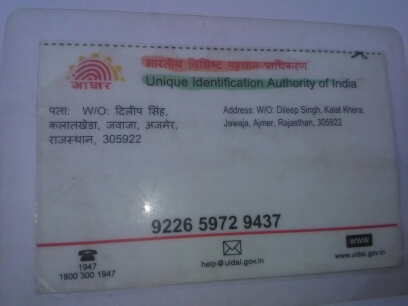 आधार
भारतीय विशिष्ट पहचान प्राधिकरण
Unique Identification Authority of India
पता: W/O: दिलीप सिंह,
कलातखेडा, जवाजा, अजमेर,
राजस्थान, 305922
Address: W/O: Dileep Singh, Kalat Khera,
Jawaja, Ajmer, Rajasthan, 305922
9226 5972 9437
1947
1800 300 1947
help@uidai.gov.in
www
www.uidai.gov.in